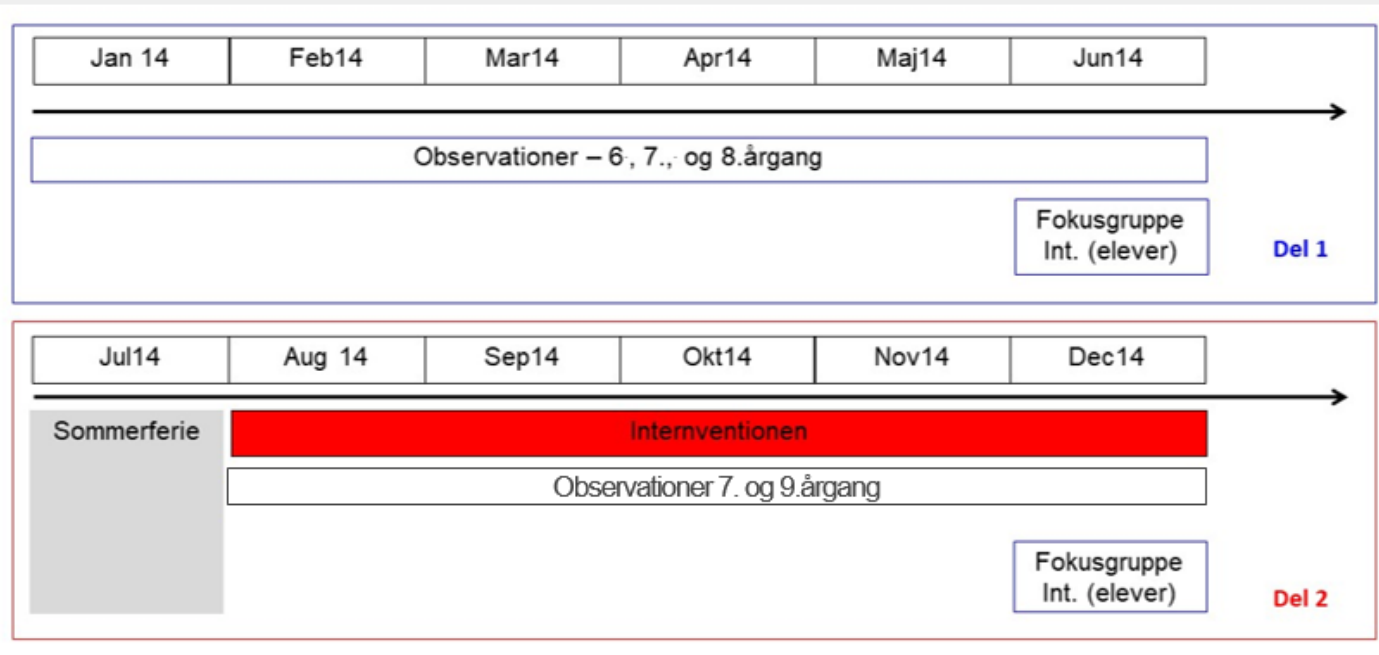 Jan 14 Feb14 Mar14 Apr14 Maj14 Jun14
Observationer – 6., 7., og 8.årgang
Fokusgruppe
Int. (elever)
Del 1
Jul14 Aug 14 Sep14 Okt14 Nov14 Dec14
Sommerferie
Internventionen
Observationer 7. og 9.årgang
Fokusgruppe
Int. (elever)
Del 2